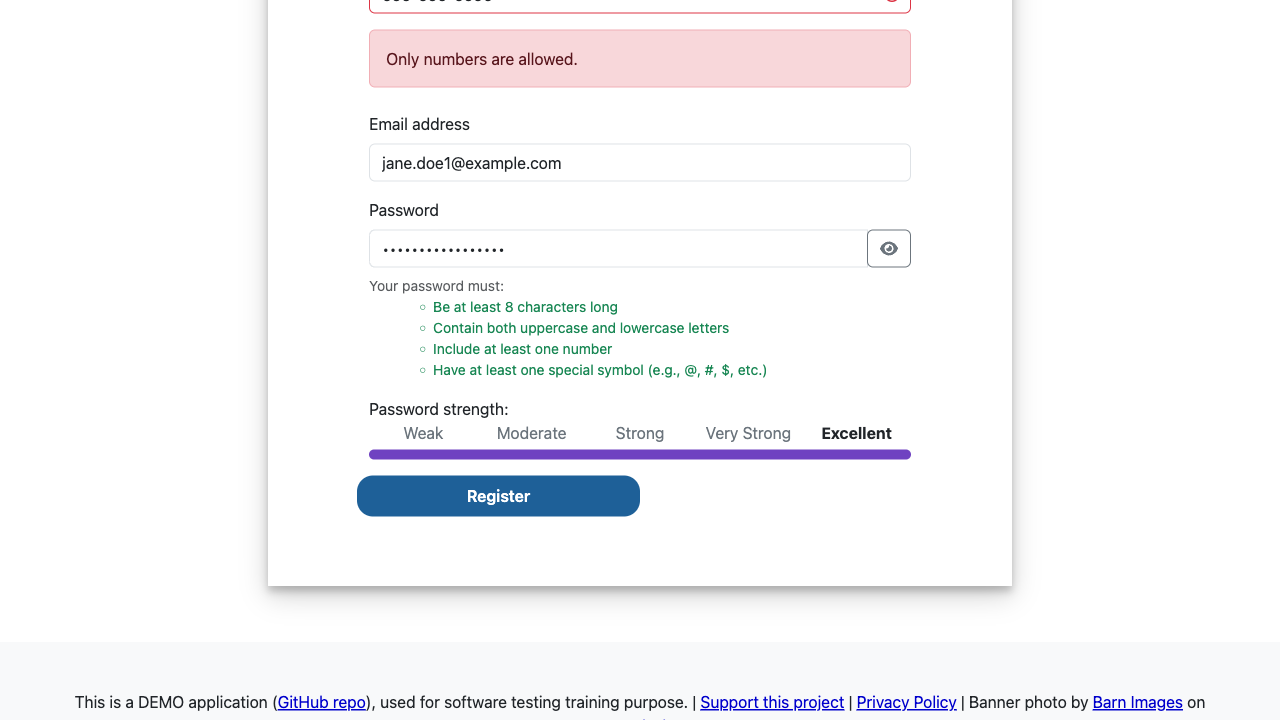 Only numbers are allowed.
Email address
jane.doe1@example.com
Password
•••••••••••••••••
Your password must:
Be at least 8 characters long
Contain both uppercase and lowercase letters
Include at least one number
Have at least one special symbol (e.g., @, #, $, etc.)
Password strength:
Weak Moderate Strong Very Strong Excellent
Register
This is a DEMO application (GitHub repo), used for software testing training purpose. | Support this project | Privacy Policy | Banner photo by Barn Images on